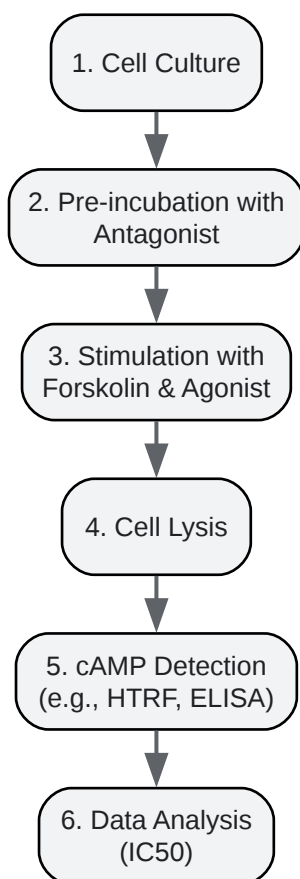 1. Cell Culture
2. Pre-incubation with
Antagonist
3. Stimulation with
Forskolin & Agonist
4. Cell Lysis
5. cAMP Detection
(e.g., HTRF, ELISA)
6. Data Analysis
(IC50)